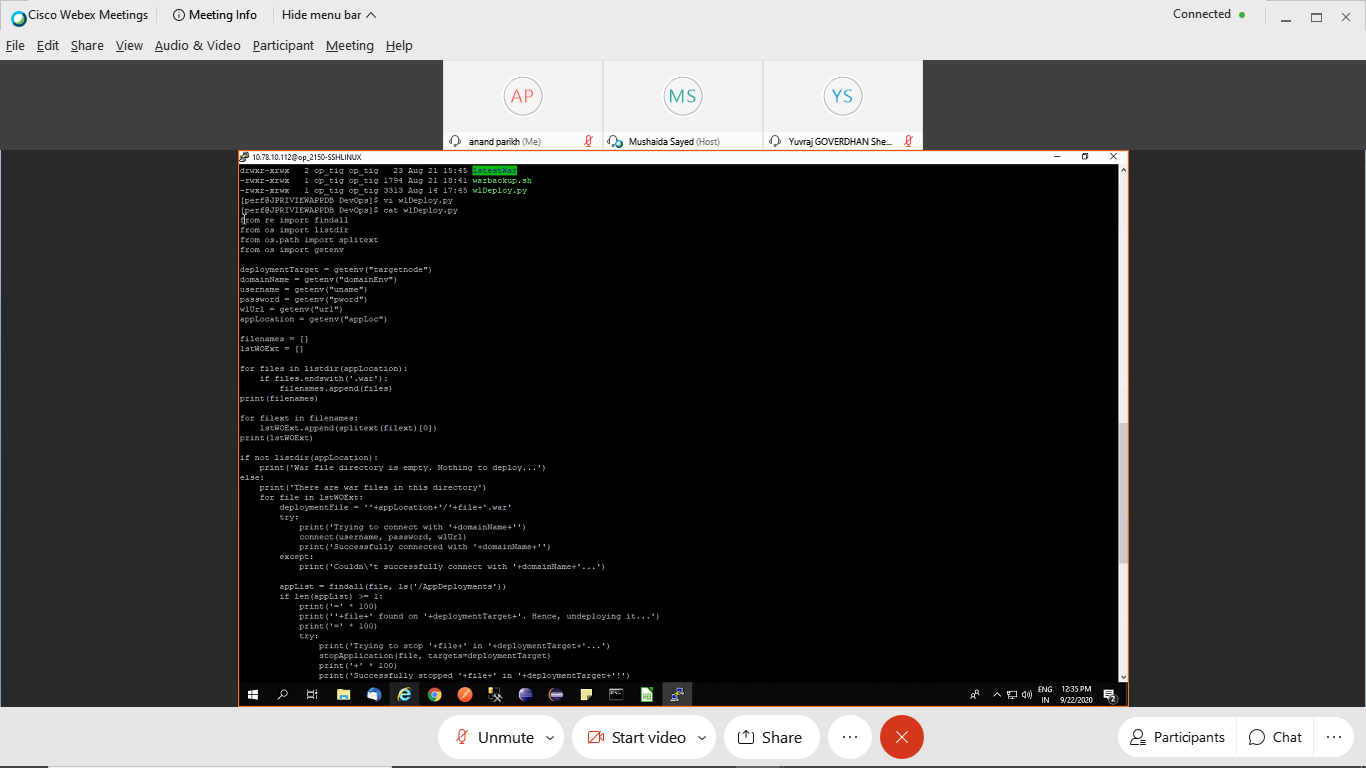 Cisco Webex Meetings
Meeting Info
Hide menu bar
Connected
File Edit Share View Audio & Video Participant Meeting Help
AP
MS
YS
anand parikh (Me)
Mushaida Sayed (Host)
Yuvraj GOVERDHAN She...
10.78.10.112@op_2150-SSHLINUX
drwxr-xrwx 2 op_tig op_tig 23 Aug 21 15:45 latestWar
-rwxr-xrwx 1 op_tig op_tig 1794 Aug 21 18:41 warbackup.sh
-rwxr-xrwx 1 op_tig op_tig 3313 Aug 14 17:45 wlDeploy.py
[perf@JPRIVIEWAPPDB DevOps]$ vi wlDeploy.py
[perf@JPRIVIEWAPPDB DevOps]$ cat wlDeploy.py
from re import findall
from os import listdir
from os.path import splitext
from os import getenv
deploymentTarget = getenv("targetnode")
domainName = getenv("domainEnv")
username = getenv("uname")
password = getenv("pword")
wlUrl = getenv("url")
appLocation = getenv("appLoc")
filenames = []
lstWOExt = []
for files in listdir(appLocation):
    if files.endswith('.war'):
        filenames.append(files)
print(filenames)
for filext in filenames:
    lstWOExt.append(splitext(filext)[0])
print(lstWOExt)
if not listdir(appLocation):
    print('War file directory is empty. Nothing to deploy...')
else:
    print('There are war files in this directory')
    for file in lstWOExt:
        deploymentFile = ''+appLocation+'/'+file+'.war'
        try:
            print('Trying to connect with '+domainName+'')
            connect(username, password, wlUrl)
            print('Successfully connected with '+domainName+'')
        except:
            print('Couldn\'t successfully connect with '+domainName+'...')
        appList = findall(file, ls('/AppDeployments'))
        if len(appList) >= 1:
            print('=' * 100)
            print(''+file+' found on '+deploymentTarget+'. Hence, undeploying it...')
            print('=' * 100)
            try:
                print('Trying to stop '+file+' in '+deploymentTarget+'...')
                stopApplication(file, targets=deploymentTarget)
                print('+' * 100)
                print('Successfully stopped '+file+' in '+deploymentTarget+'!')
ENG
IN
12:35 PM
9/22/2020
2
Unmute
Start video
Share
Participants
Chat